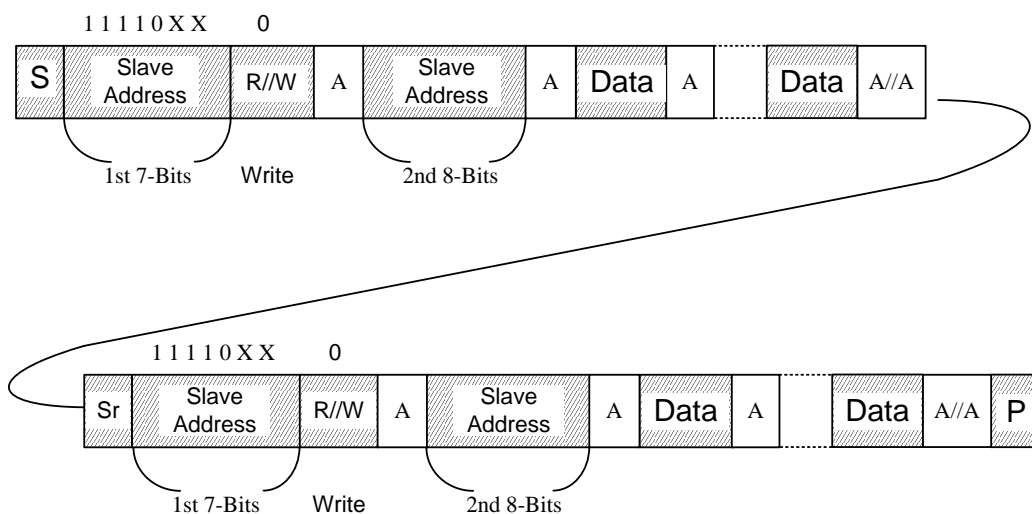 1 1 1 1 0 X X 0
S Slave Address R//W A Slave Address A Data A Data A//A
1st 7-Bits Write 2nd 8-Bits
1 1 1 1 0 X X 0
Sr Slave Address R//W A Slave Address A Data A Data A//A P
1st 7-Bits Write 2nd 8-Bits